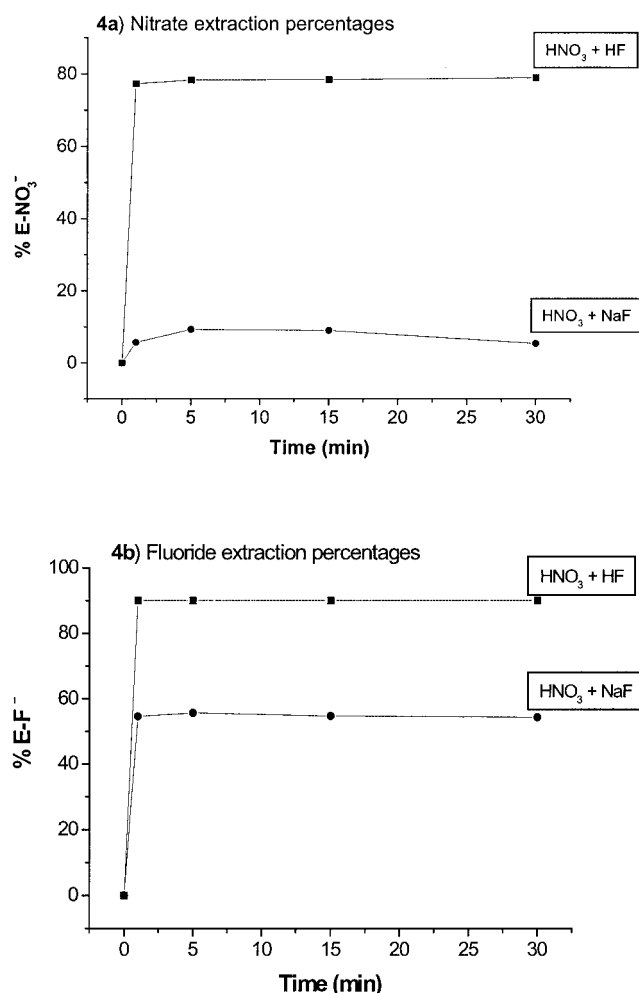 4a) Nitrate extraction percentages
HNO₃ + HF
80
60
40
20
0
% E-NO₃⁻
HNO₃ + NaF
0 5 10 15 20 25 30
Time (min)
4b) Fluoride extraction percentages
HNO₃ + HF
100
80
60
40
20
0
% E-F⁻
HNO₃ + NaF
0 5 10 15 20 25 30
Time (min)